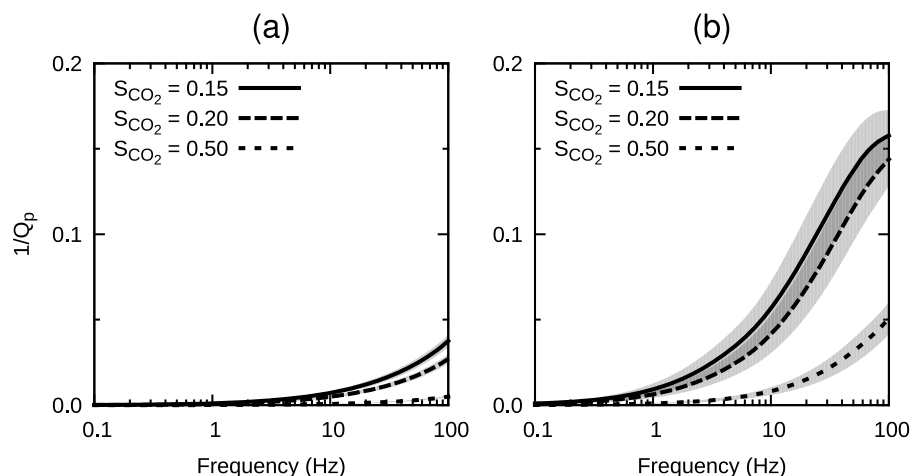 (a)
0.2
S_CO2 = 0.15
S_CO2 = 0.20
S_CO2 = 0.50
0.1
1/Qp
0.0
0.1 1 10 100
Frequency (Hz)
(b)
0.2
S_CO2 = 0.15
S_CO2 = 0.20
S_CO2 = 0.50
0.1
0.0
0.1 1 10 100
Frequency (Hz)